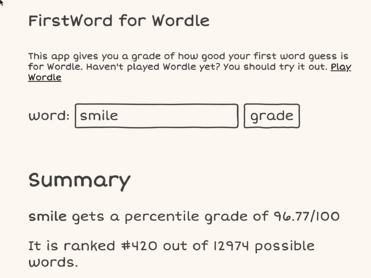 FirstWord for Wordle
This app gives you a grade of how good your first word guess is
for Wordle. Haven't played Wordle yet? You should try it out. Play
Wordle
word: smile grade
Summary
smile gets a percentile grade of 96.77/100
It is ranked #420 out of 12974 possible
words.